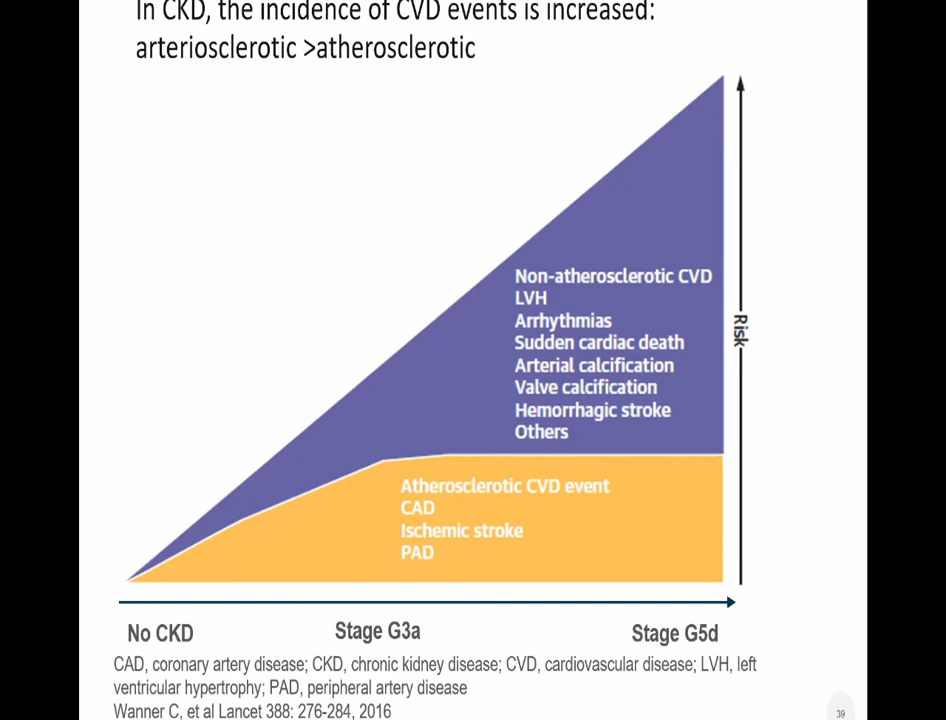 In CKD, the incidence of CVD events is increased:
arteriosclerotic >atherosclerotic
Non-atherosclerotic CVD
LVH
Arrhythmias
Sudden cardiac death
Arterial calcification
Valve calcification
Hemorrhagic stroke
Others
Risk
Atherosclerotic CVD event
CAD
Ischemic stroke
PAD
No CKD
Stage G3a
Stage G5d
CAD, coronary artery disease; CKD, chronic kidney disease; CVD, cardiovascular disease; LVH, left
ventricular hypertrophy; PAD, peripheral artery disease
Wanner C, et al Lancet 388: 276-284, 2016
39